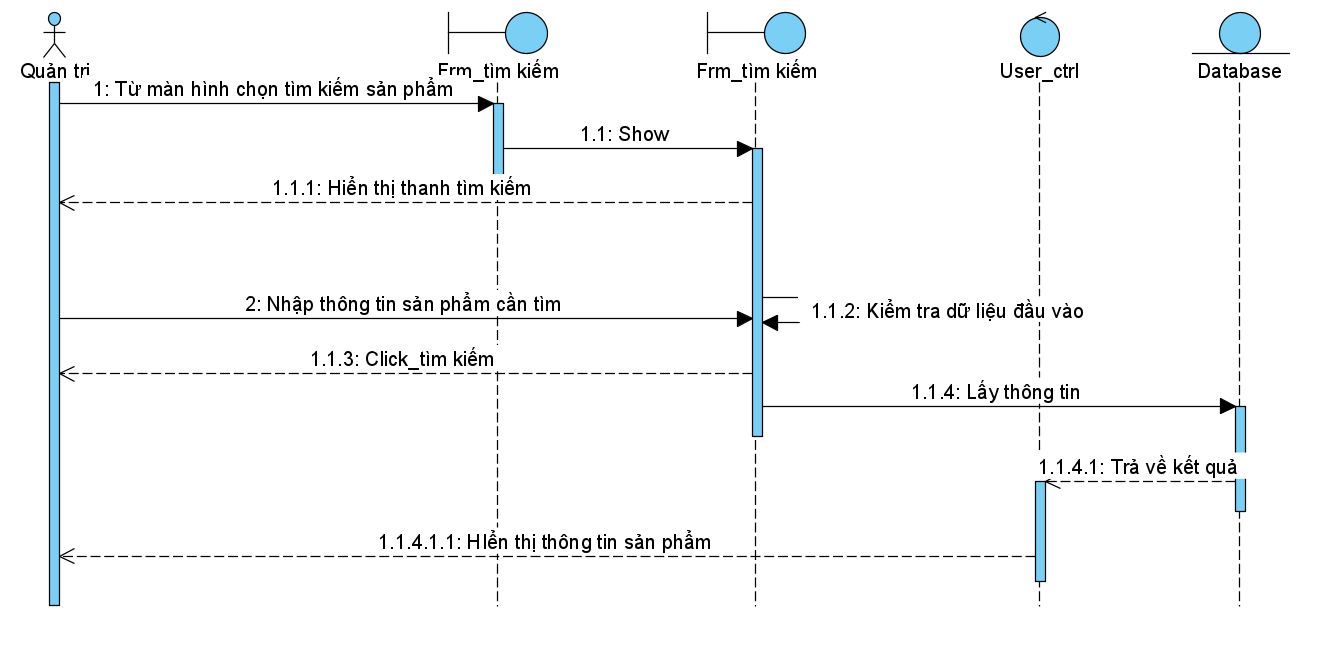 Quản trị
Frm_tìm kiếm
Frm_tìm kiếm
User_ctrl
Database
1: Từ màn hình chọn tìm kiếm sản phẩm
1.1: Show
1.1.1: Hiển thị thanh tìm kiếm
2: Nhập thông tin sản phẩm cần tìm
1.1.2: Kiểm tra dữ liệu đầu vào
1.1.3: Click_tìm kiếm
1.1.4: Lấy thông tin
1.1.4.1: Trả về kết quả
1.1.4.1.1: HIển thị thông tin sản phẩm